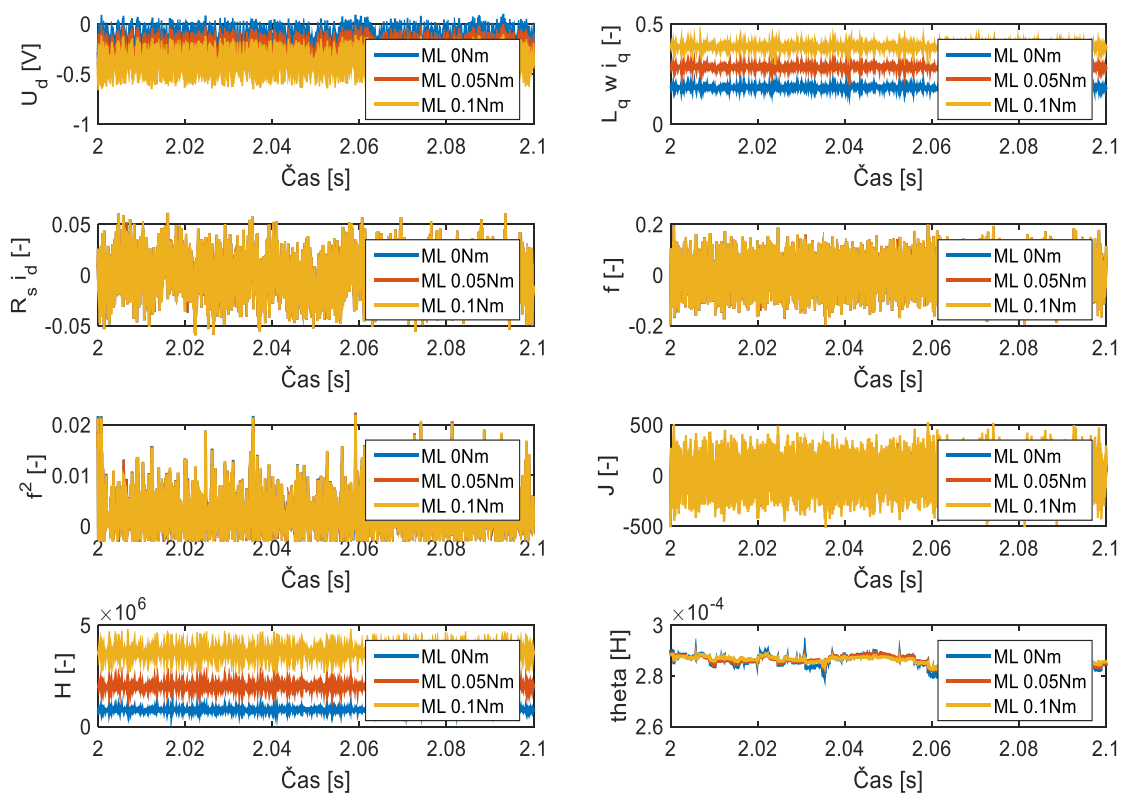 0
-0.5
-1
U_d [V]
ML 0Nm
ML 0.05Nm
ML 0.1Nm
2 2.02 2.04 2.06 2.08 2.1
Čas [s]
0.5
0
L_q w i_q [-]
ML 0Nm
ML 0.05Nm
ML 0.1Nm
2 2.02 2.04 2.06 2.08 2.1
Čas [s]
0.05
0
-0.05
R_s i_d [-]
ML 0Nm
ML 0.05Nm
ML 0.1Nm
2 2.02 2.04 2.06 2.08 2.1
Čas [s]
0.2
0
-0.2
f [-]
ML 0Nm
ML 0.05Nm
ML 0.1Nm
2 2.02 2.04 2.06 2.08 2.1
Čas [s]
0.02
0.01
0
f² [-]
ML 0Nm
ML 0.05Nm
ML 0.1Nm
2 2.02 2.04 2.06 2.08 2.1
Čas [s]
500
0
-500
J [-]
ML 0Nm
ML 0.05Nm
ML 0.1Nm
2 2.02 2.04 2.06 2.08 2.1
Čas [s]
×10⁶
5
0
H [-]
ML 0Nm
ML 0.05Nm
ML 0.1Nm
2 2.02 2.04 2.06 2.08 2.1
Čas [s]
×10⁻⁴
3
2.8
2.6
theta [H]
ML 0Nm
ML 0.05Nm
ML 0.1Nm
2 2.02 2.04 2.06 2.08 2.1
Čas [s]